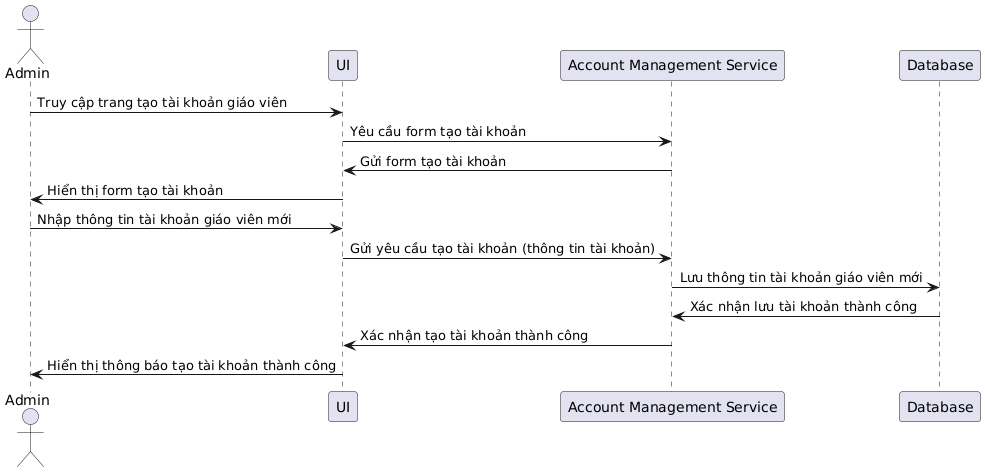 Admin
UI
Account Management Service
Database
Truy cập trang tạo tài khoản giáo viên
Yêu cầu form tạo tài khoản
Gửi form tạo tài khoản
Hiển thị form tạo tài khoản
Nhập thông tin tài khoản giáo viên mới
Gửi yêu cầu tạo tài khoản (thông tin tài khoản)
Lưu thông tin tài khoản giáo viên mới
Xác nhận lưu tài khoản thành công
Xác nhận tạo tài khoản thành công
Hiển thị thông báo tạo tài khoản thành công
Admin
UI
Account Management Service
Database